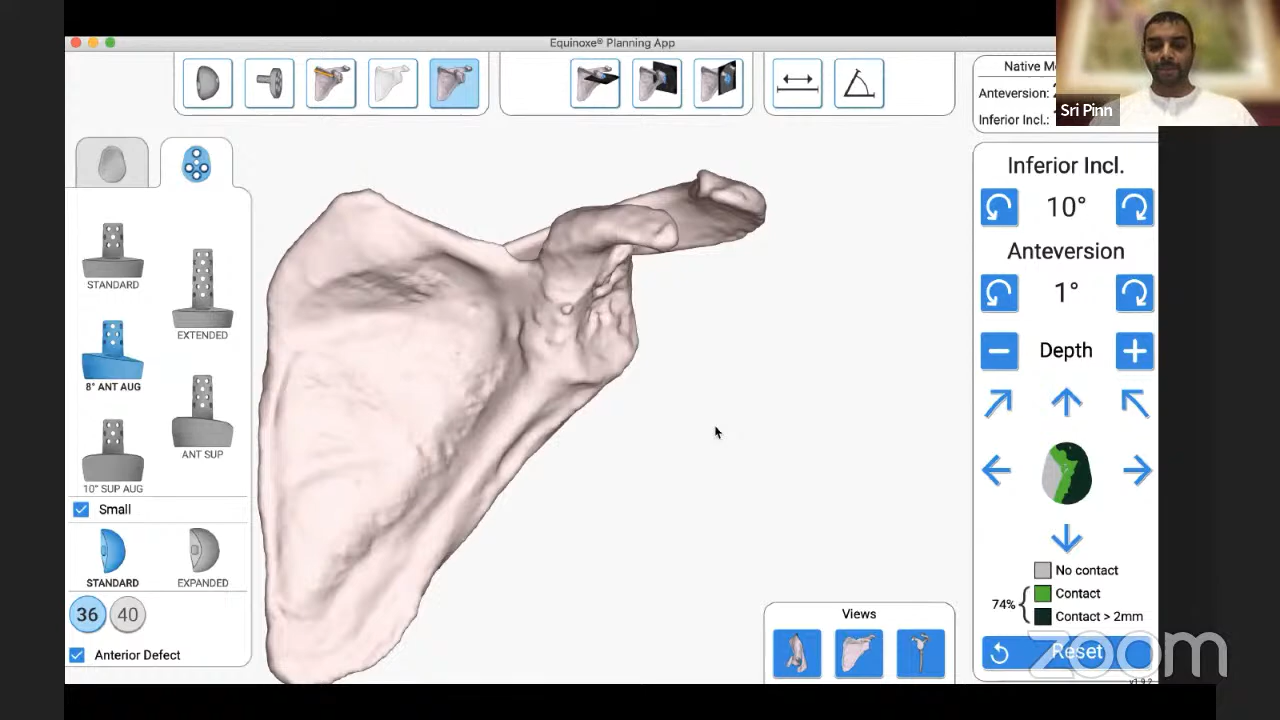 Equinoxe® Planning App
Native
Anteversion:
Inferior Incl.:
Sri Pinn
STANDARD
EXTENDED
8° ANT AUG
ANT SUP
10° SUP AUG
Small
STANDARD
EXPANDED
36
40
Anterior Defect
Inferior Incl.
10°
Anteversion
1°
Depth
No contact
74%
Contact
Contact > 2mm
Reset
zoom
Views